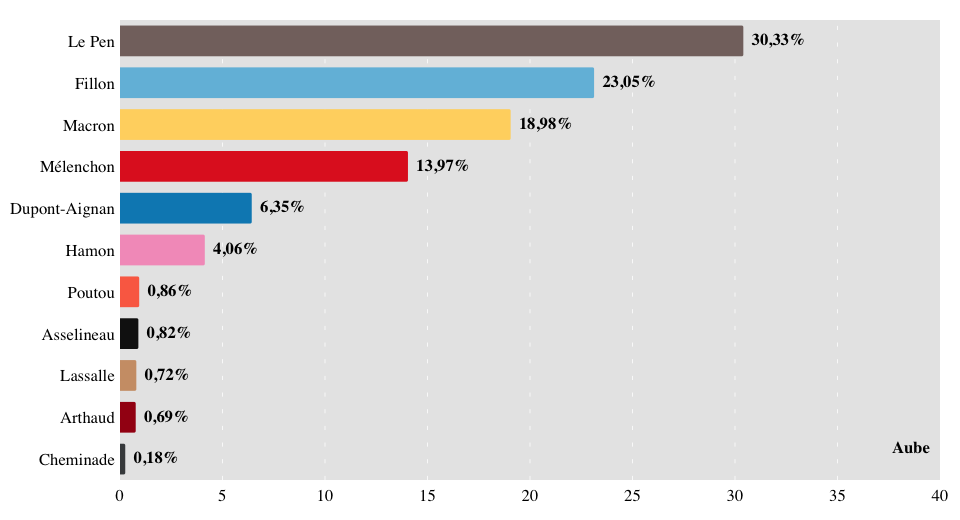 Le Pen 30,33%
Fillon 23,05%
Macron 18,98%
Mélenchon 13,97%
Dupont-Aignan 6,35%
Hamon 4,06%
Poutou 0,86%
Asselineau 0,82%
Lassalle 0,72%
Arthaud 0,69%
Aube
Cheminade 0,18%
0 5 10 15 20 25 30 35 40